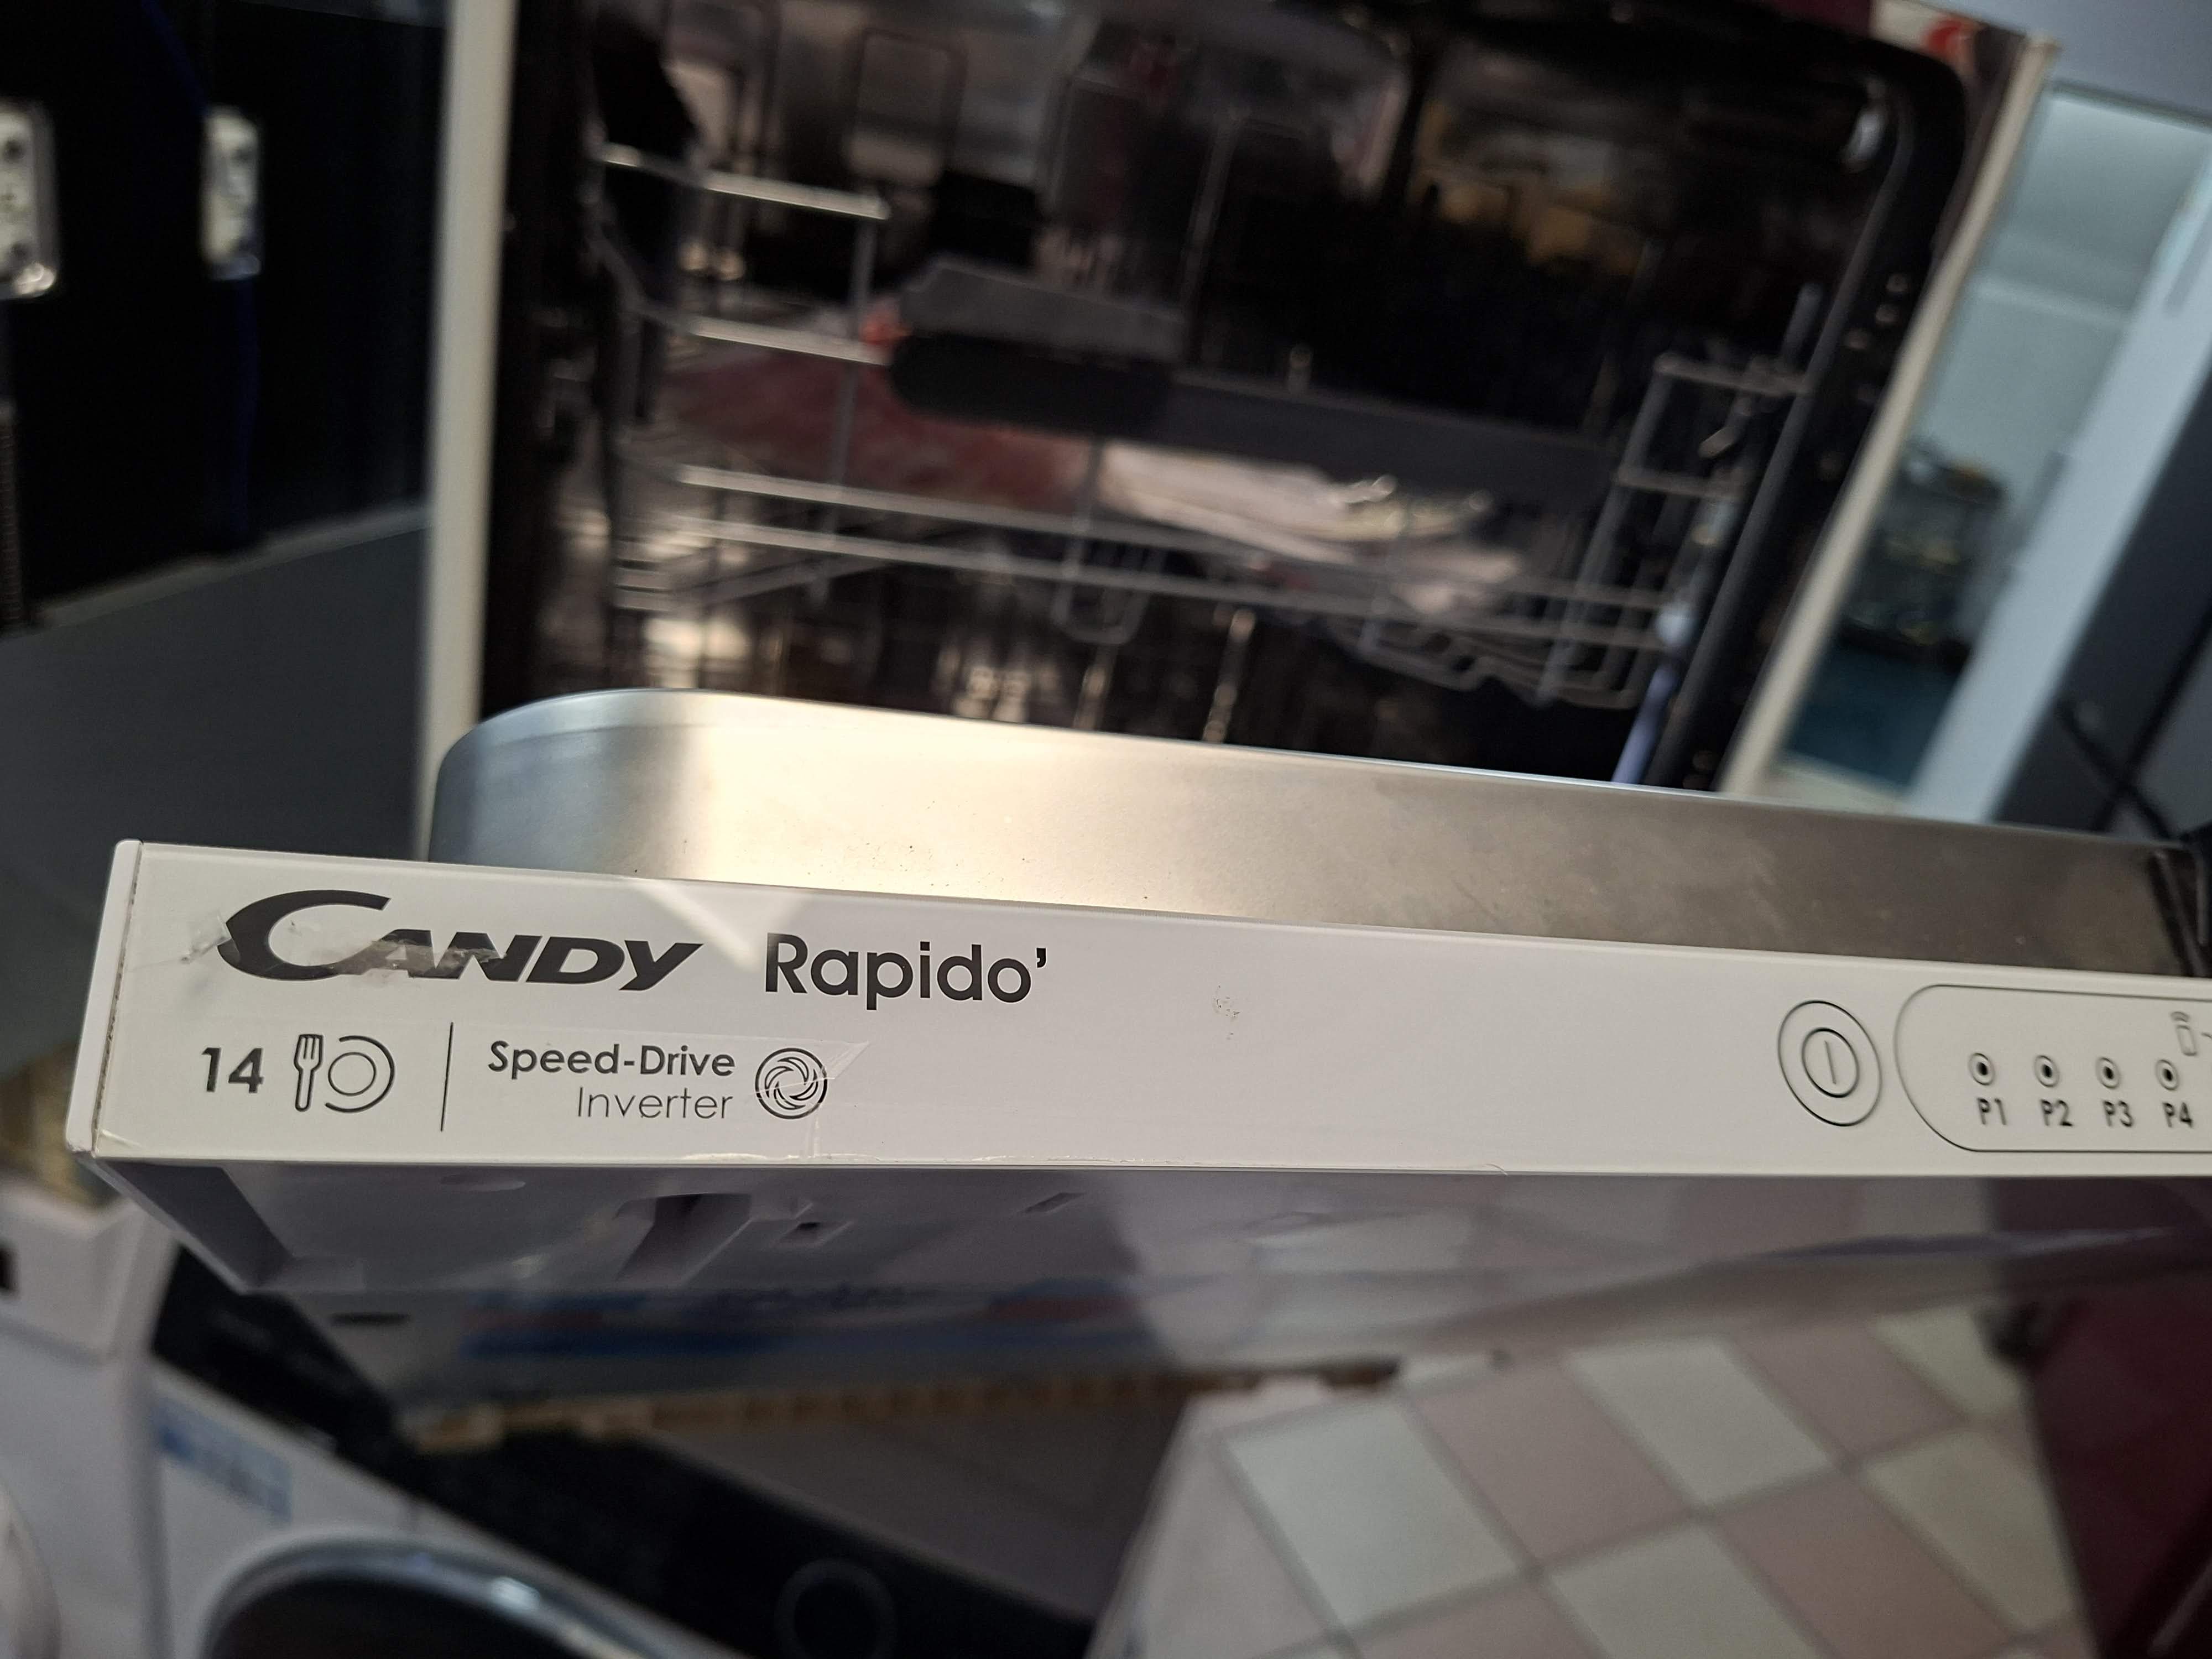 CANDY Rapido'
14
Speed-Drive
Inverter
P1 P2 P3 P4